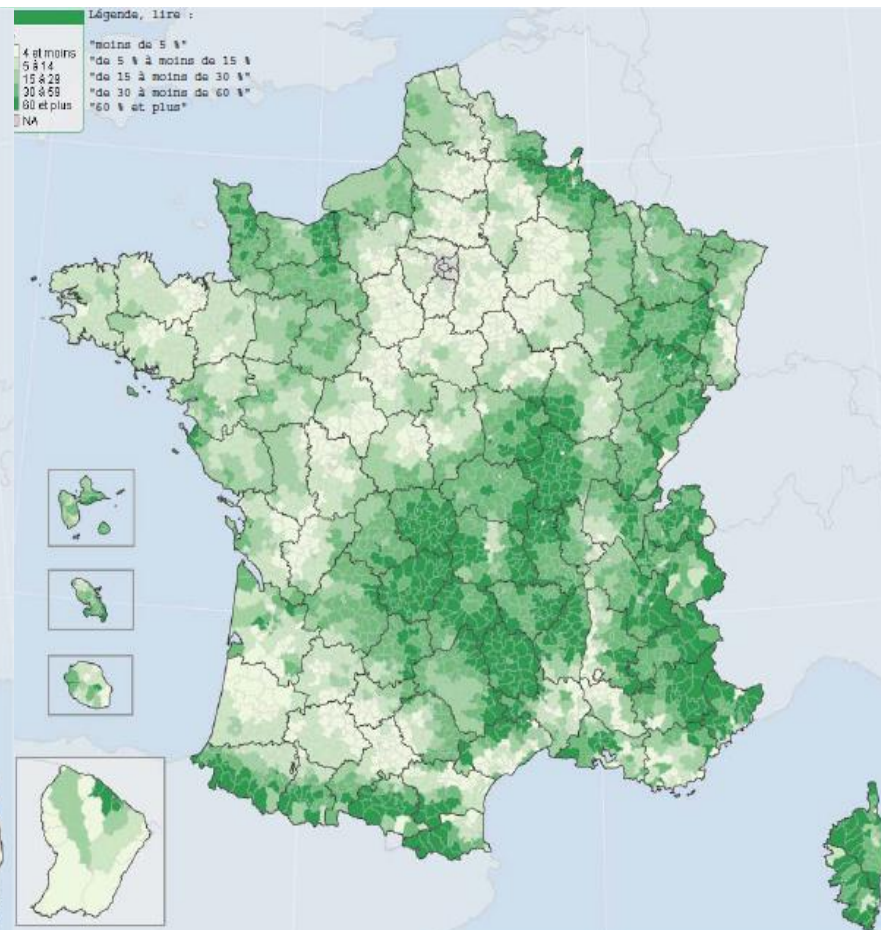 Légende, lire :
4 et moins
5 à 14
15 à 29
30 à 59
60 et plus
NA
"moins de 5 %"
"de 5 % à moins de 15 %
"de 15 à moins de 30 %"
"de 30 à moins de 60 %"
"60 % et plus"